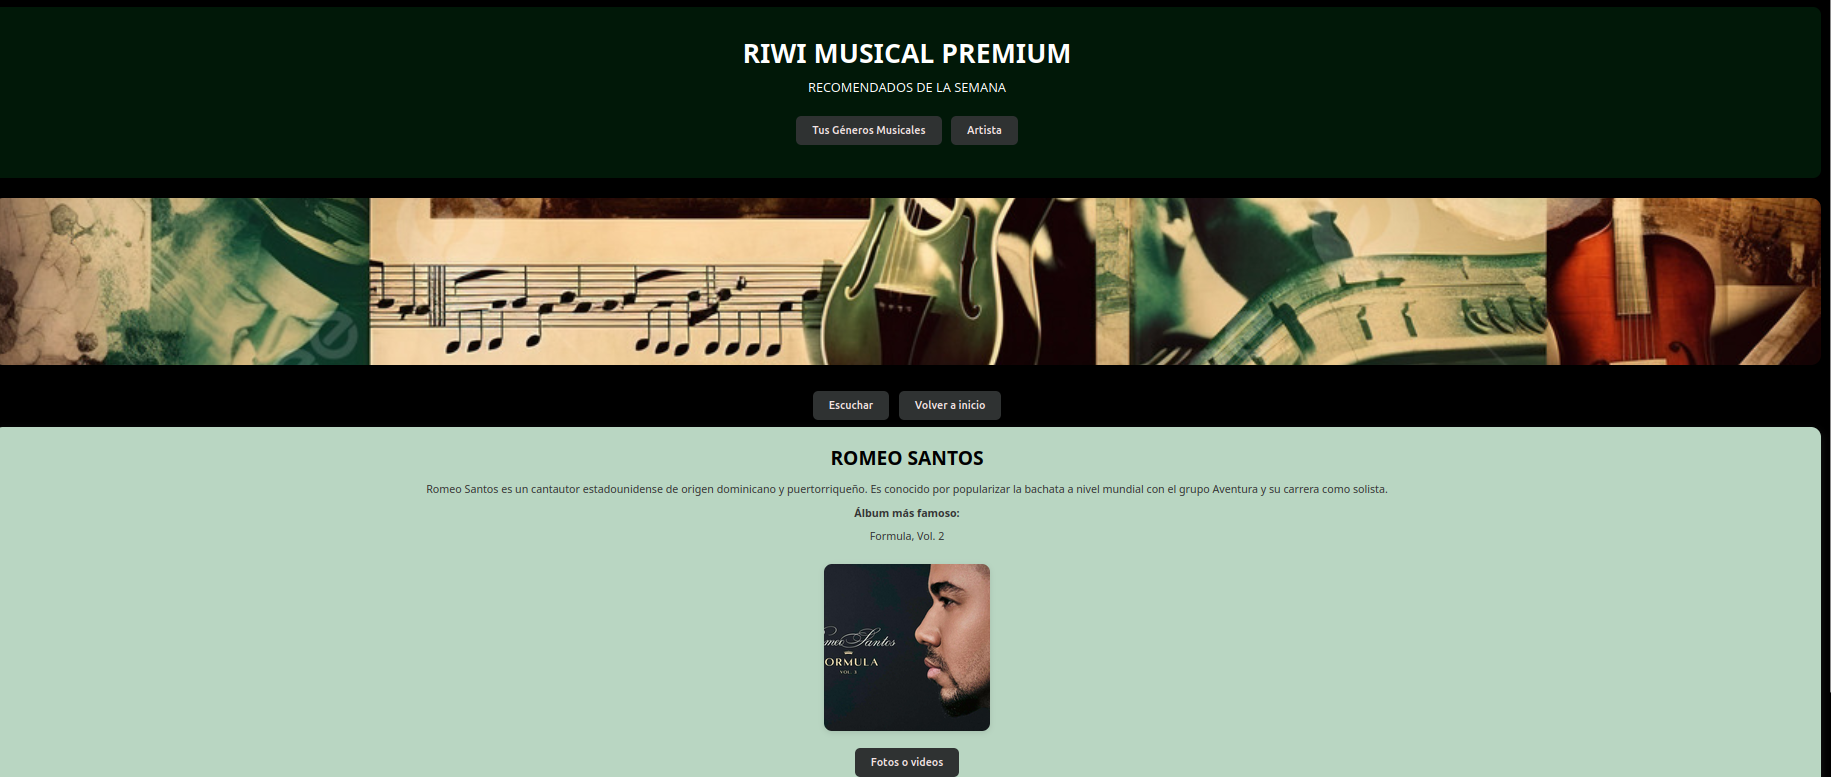 RIWI MUSICAL PREMIUM
RECOMENDADOS DE LA SEMANA
Tus Géneros Musicales Artista
Escuchar Volver a inicio
ROMEO SANTOS
Romeo Santos es un cantautor estadounidense de origen dominicano y puertorriqueño. Es conocido por popularizar la bachata a nivel mundial con el grupo Aventura y su carrera como solista.
Álbum más famoso:
Formula, Vol. 2
meo Santos
ORMULA
Fotos o videos